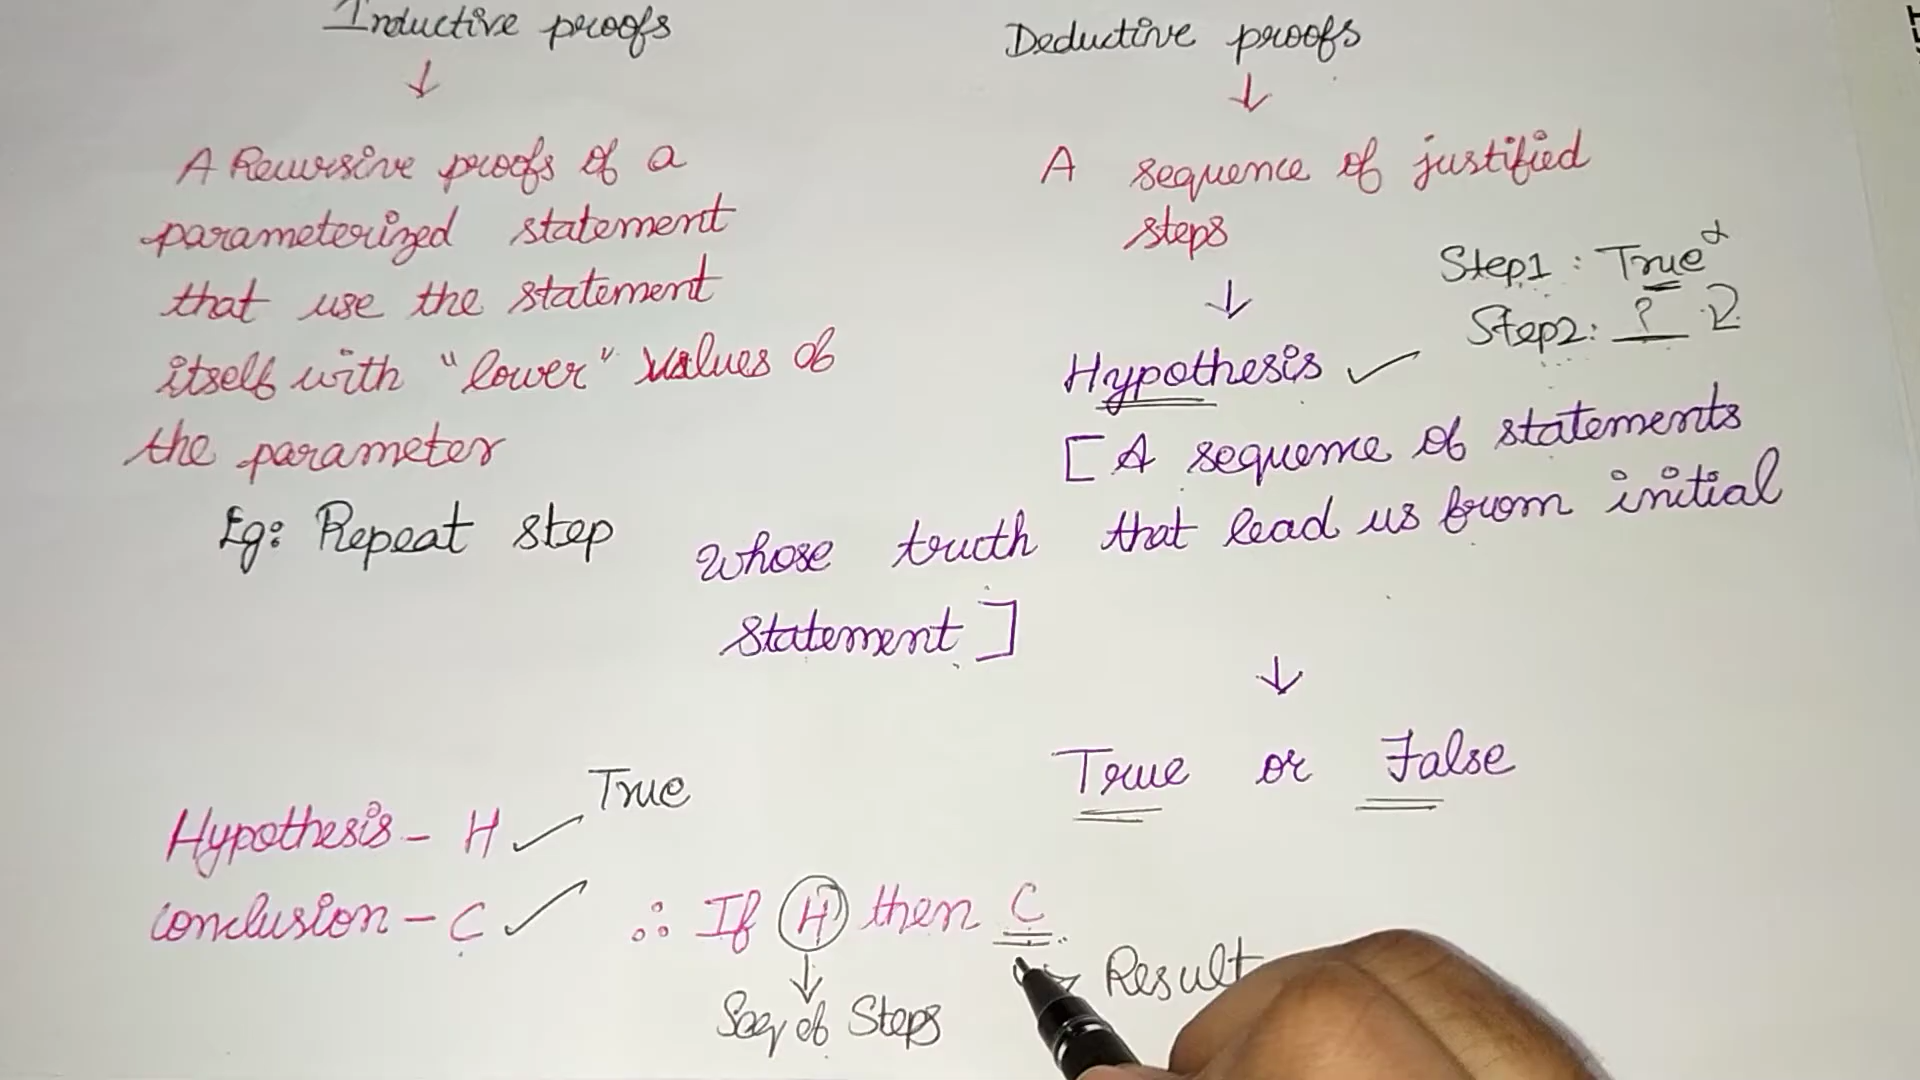 Inductive proofs
↓
A Recursive proofs of a
parameterized statement
that use the statement
itself with "lower" values of
the parameter
Eg: Repeat step
Deductive proofs
↓
A sequence of justified
steps
↓
Step1 : True
Step2: ?
Hypothesis ✓
[A sequence of statements
whose truth that lead us from initial
statement]
↓
True or False
Hypothesis - H ✓ True
Conclusion - C ✓
∴ If H then C
↓
Seq of Steps
Result